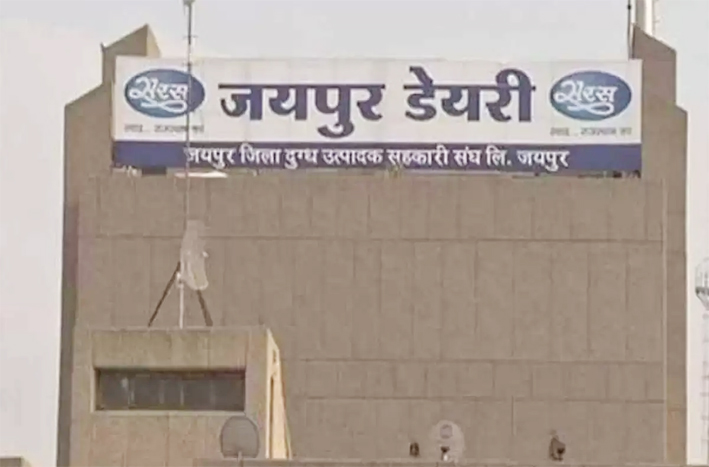 सरस जयपुर डेयरी सरस
जयपुर जिला दुग्ध उत्पादक सहकारी संघ लि. जयपुर